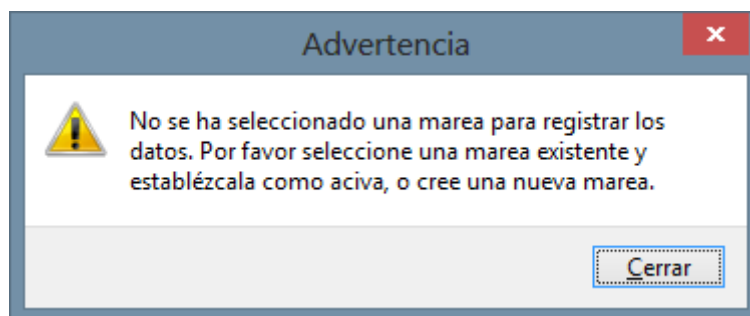 Advertencia
No se ha seleccionado una marea para registrar los
datos. Por favor seleccione una marea existente y
establézcala como aciva, o cree una nueva marea.
Cerrar